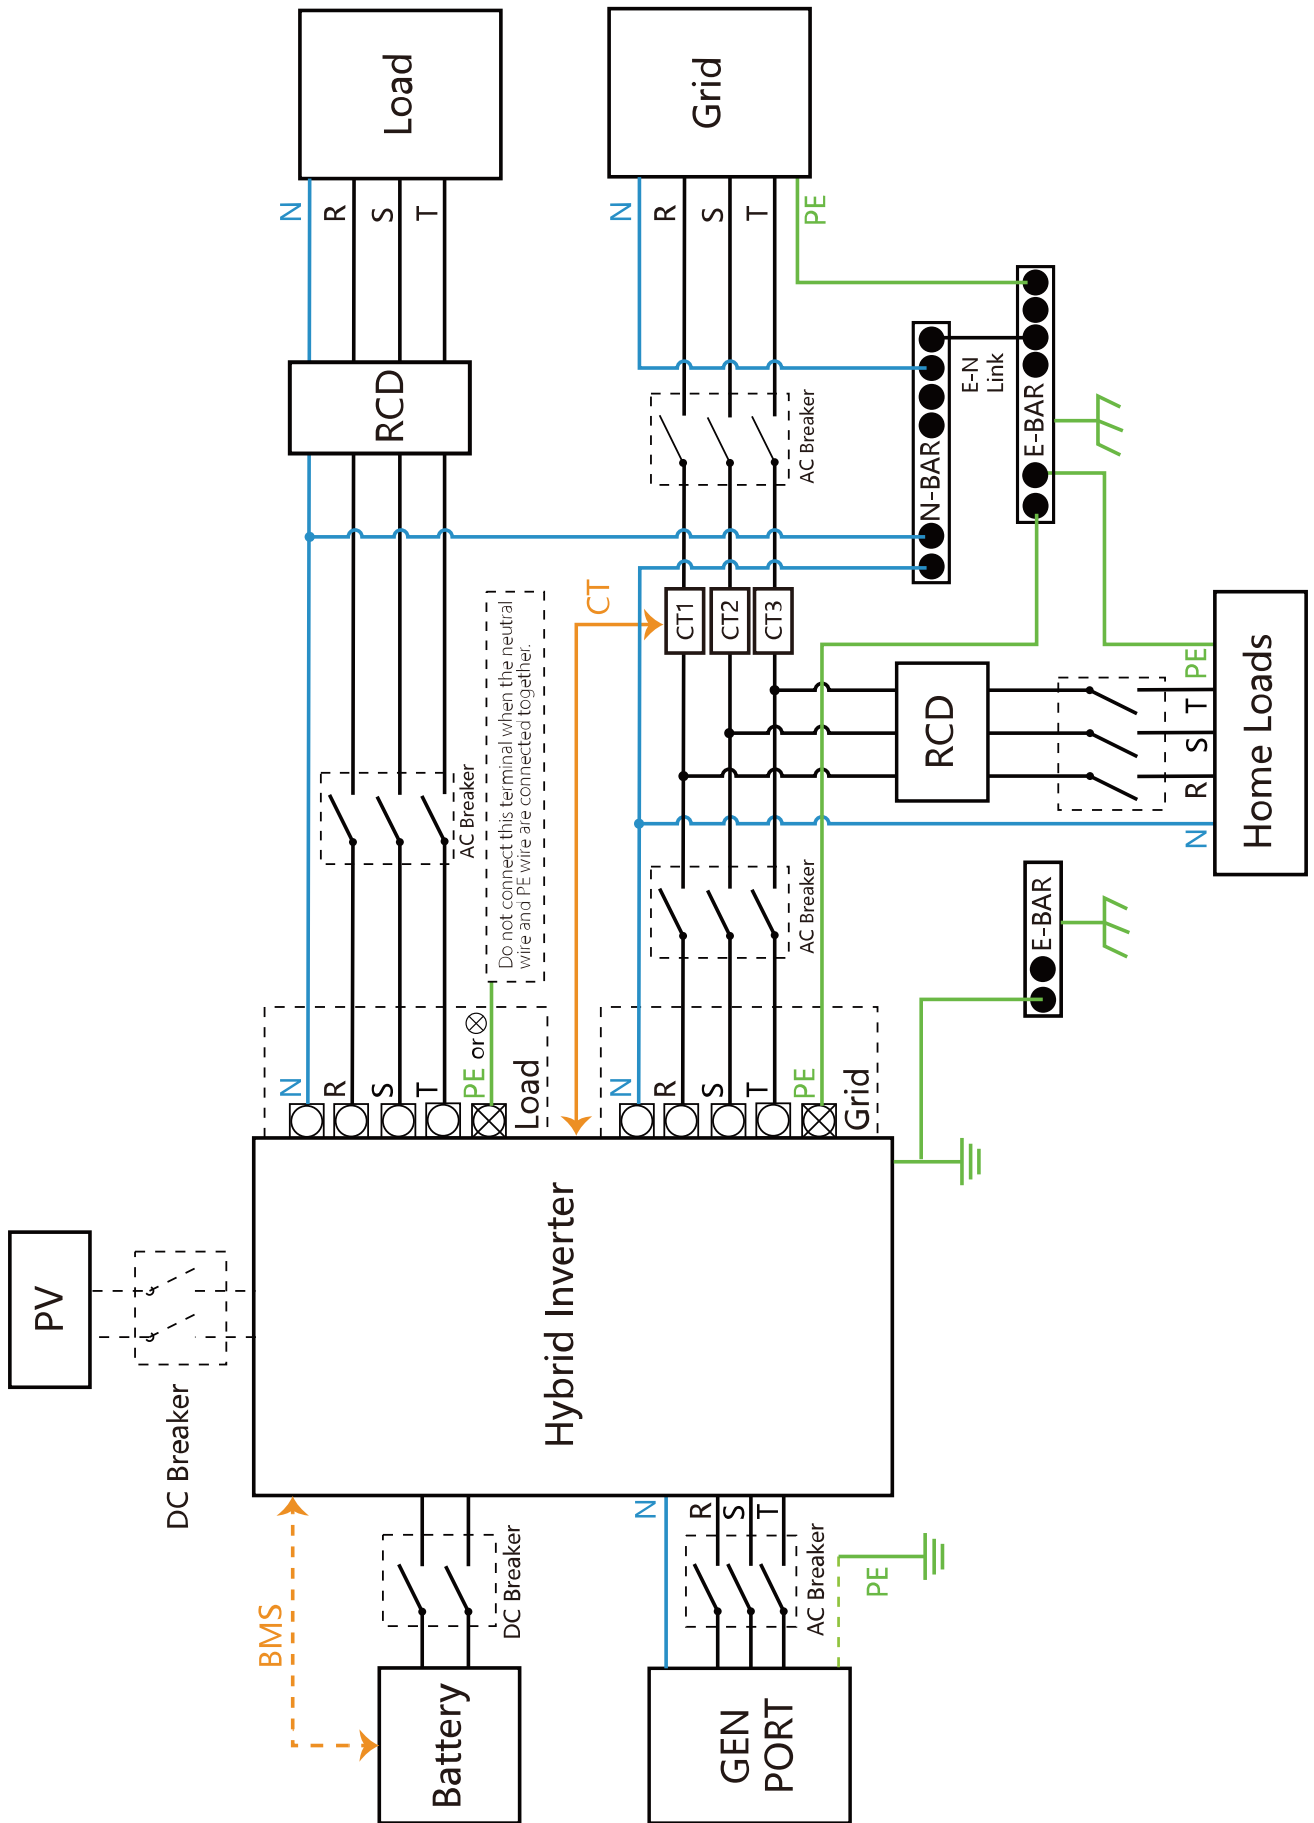 PV
DC Breaker
BMS
N
N
R
R
S
S
T
T
RCD
Load
Battery
AC Breaker
PE or ⊗
DC Breaker
Do not connect this terminal when the neutral
wire and PE wire are connected together.
Load
Hybrid Inverter
CT
N
N
N
R
R
R
CT1
S
S
S
CT2
T
T
T
CT3
Grid
GEN
PORT
PE
PE
AC Breaker
AC Breaker
AC Breaker
Grid
PE
RCD
N-BAR
E-N
Link
E-BAR
E-BAR
N
R
S
T
PE
Home Loads